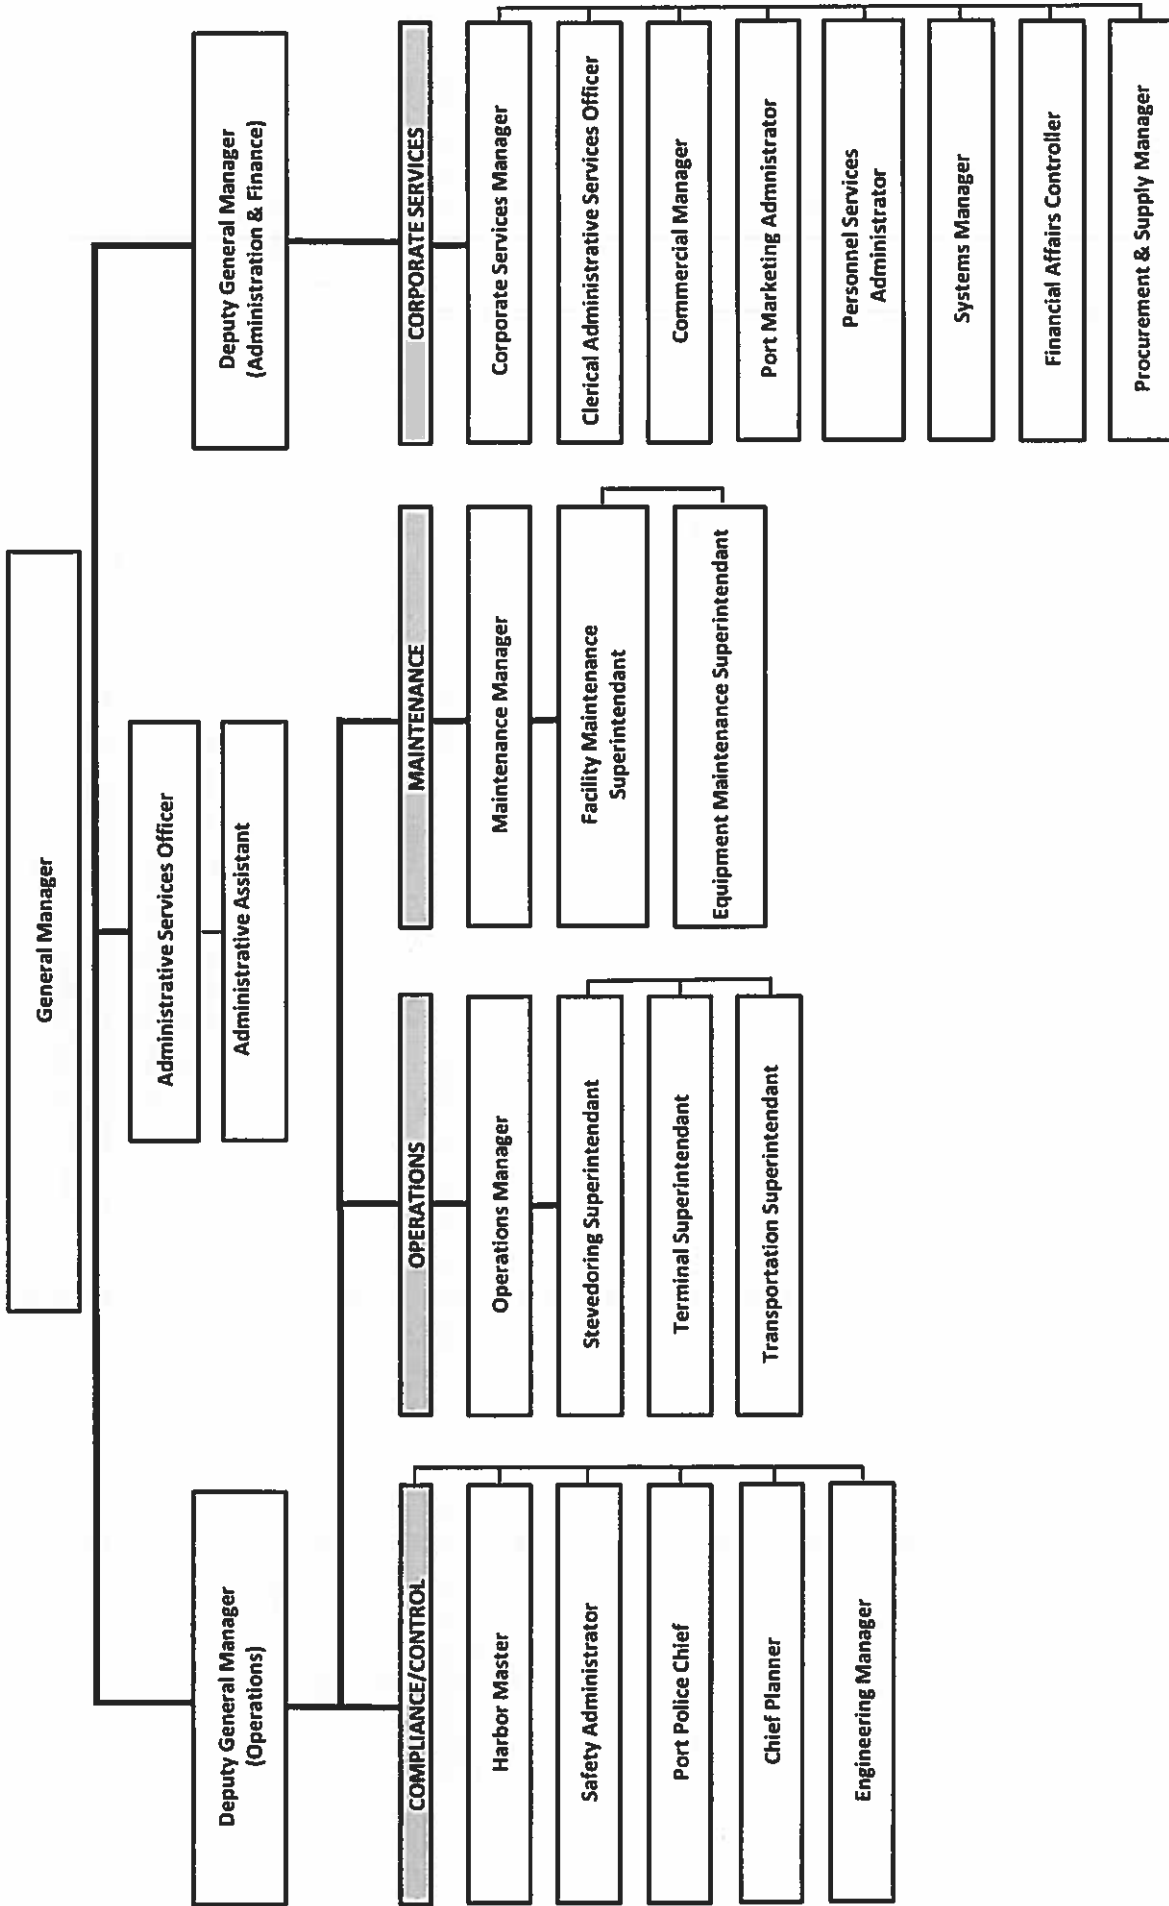 General Manager
Administrative Services Officer
Administrative Assistant
Deputy General Manager
(Operations)
Deputy General Manager
(Administration & Finance)
COMPLIANCE/CONTROL
Harbor Master
Safety Administrator
Port Police Chief
Chief Planner
Engineering Manager
OPERATIONS
Operations Manager
Stevedoring Superintendant
Terminal Superintendant
Transportation Superintendant
MAINTENANCE
Maintenance Manager
Facility Maintenance
Superintendant
Equipment Maintenance Superintendant
CORPORATE SERVICES
Corporate Services Manager
Clerical Administrative Services Officer
Commercial Manager
Port Marketing Admnistrator
Personnel Services
Administrator
Systems Manager
Financial Affairs Controller
Procurement & Supply Manager